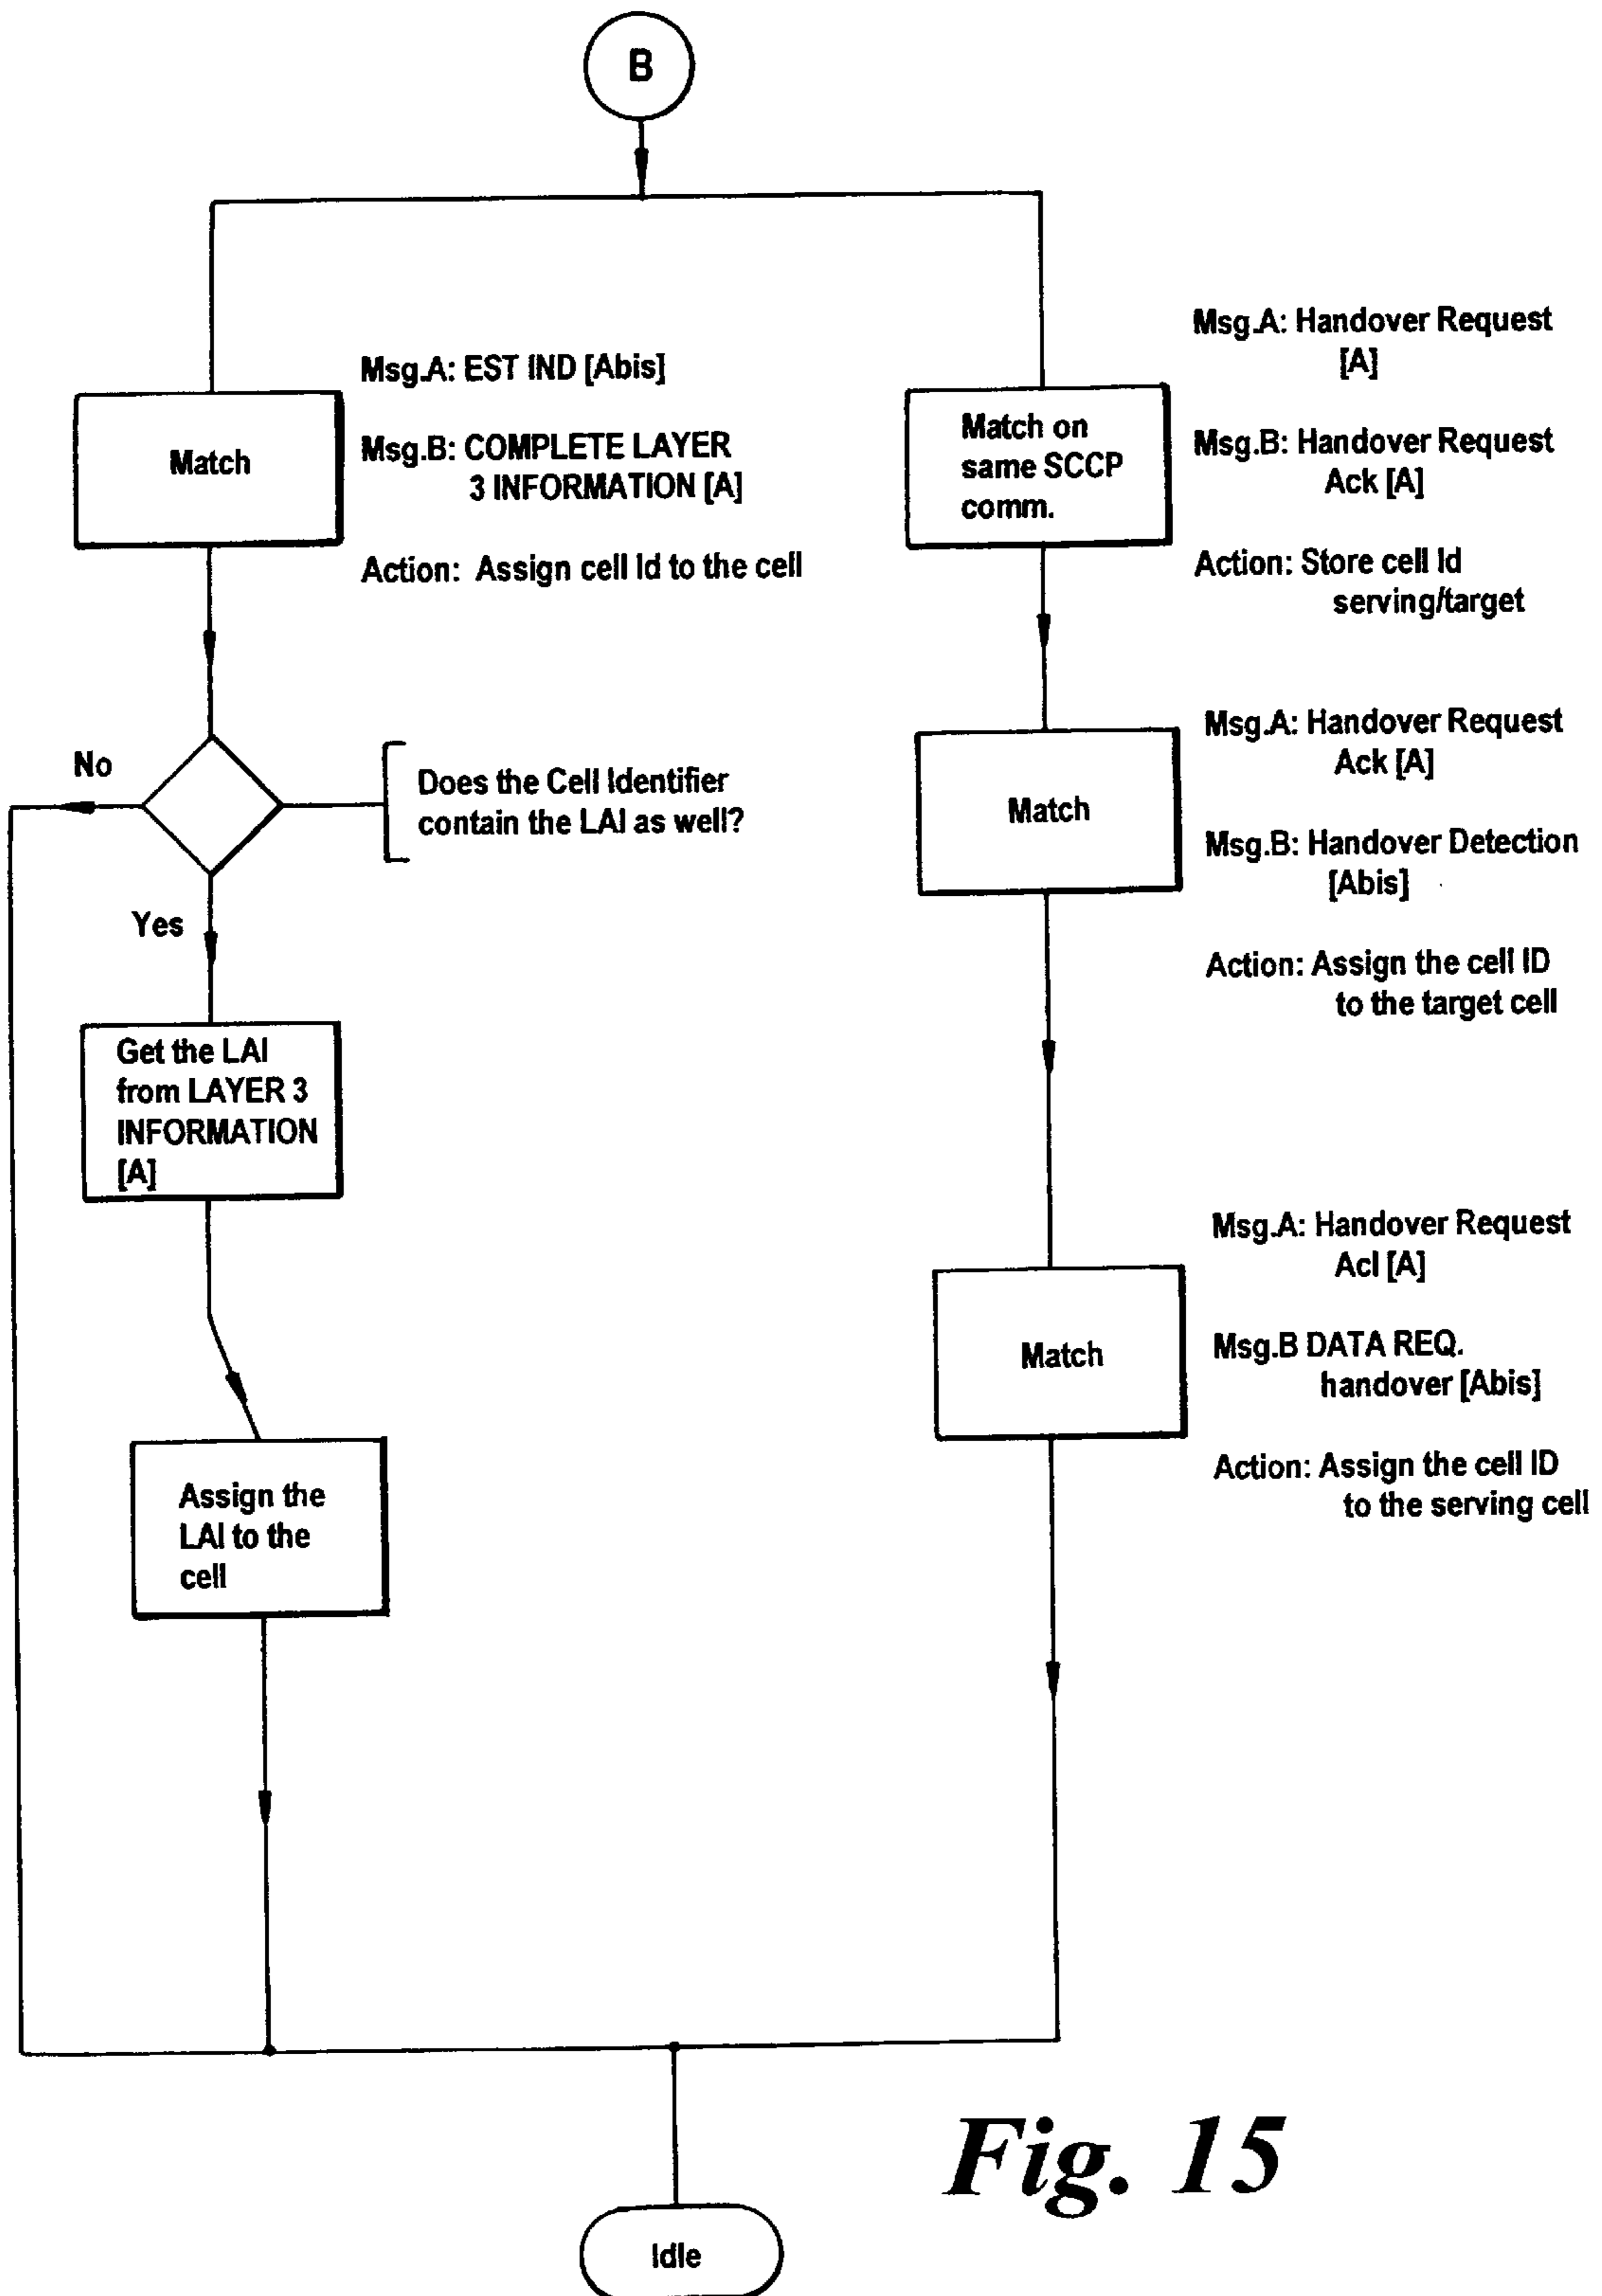 B
Msg.A: EST IND [Abis]
Match
Msg.B: COMPLETE LAYER
3 INFORMATION [A]
Action: Assign cell Id to the cell
No
Does the Cell Identifier
contain the LAI as well?
Yes
Get the LAI
from LAYER 3
INFORMATION
[A]
Assign the
LAI to the
cell
Msg.A: Handover Request
[A]
Match on
same SCCP
comm.
Msg.B: Handover Request
Ack [A]
Action: Store cell Id
serving/target
Msg.A: Handover Request
Ack [A]
Match
Msg.B: Handover Detection
[Abis]
Action: Assign the cell ID
to the target cell
Msg.A: Handover Request
Acl [A]
Match
Msg.B DATA REQ.
handover [Abis]
Action: Assign the cell ID
to the serving cell
Idle
Fig. 15